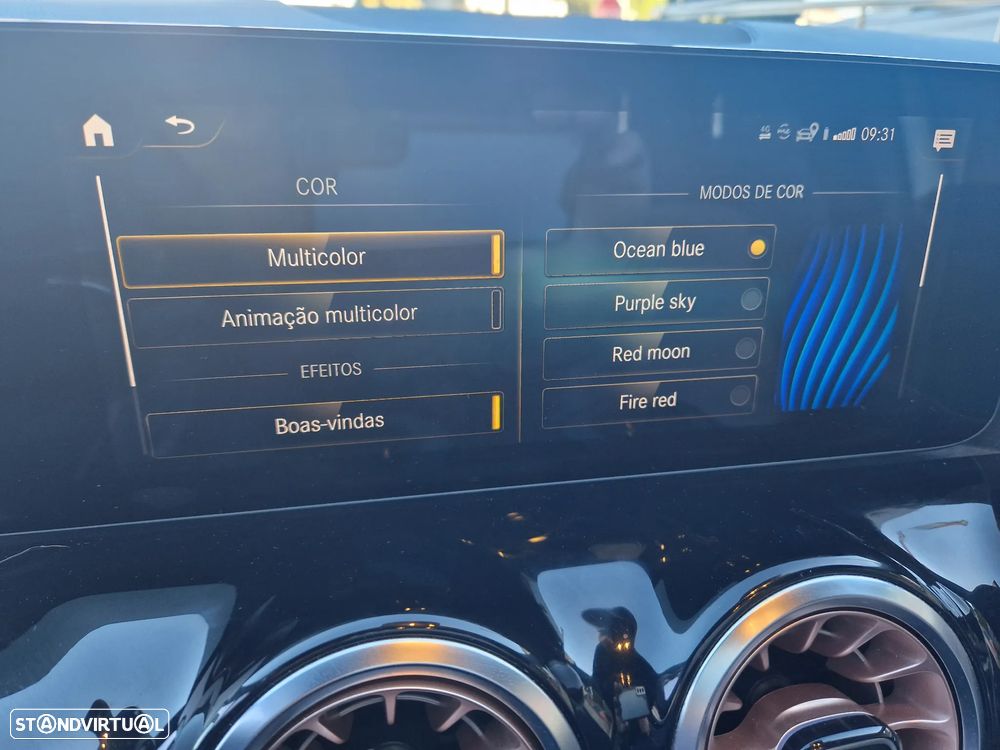 4G
09:31
COR
Multicolor
Animação multicolor
EFEITOS
Boas-vindas
MODOS DE COR
Ocean blue
Purple sky
Red moon
Fire red
STANDVIRTUAL